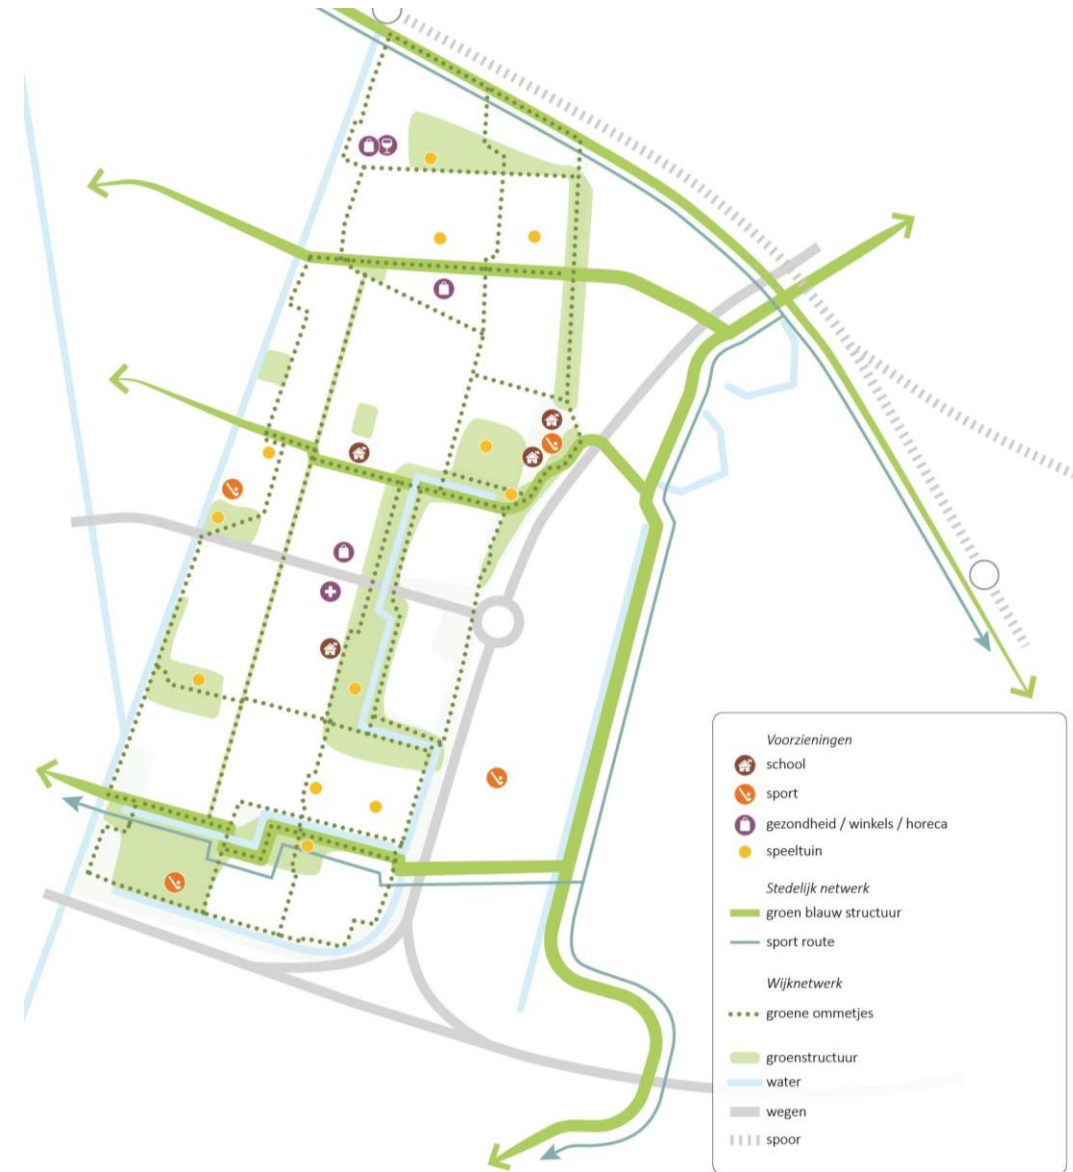 Voorzieningen
school
sport
gezondheid / winkels / horeca
speeltuin
Stedelijk netwerk
groen blauw structuur
sport route
Wijknetwerk
groene ommetjes
groenstructuur
water
wegen
spoor